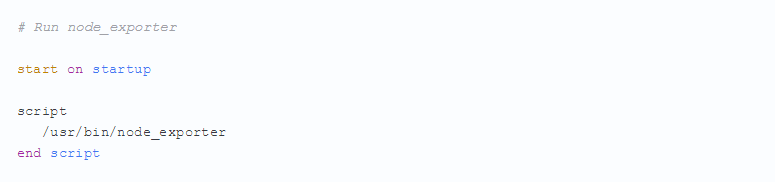 # Run node_exporter
start on startup
script
/usr/bin/node_exporter
end script